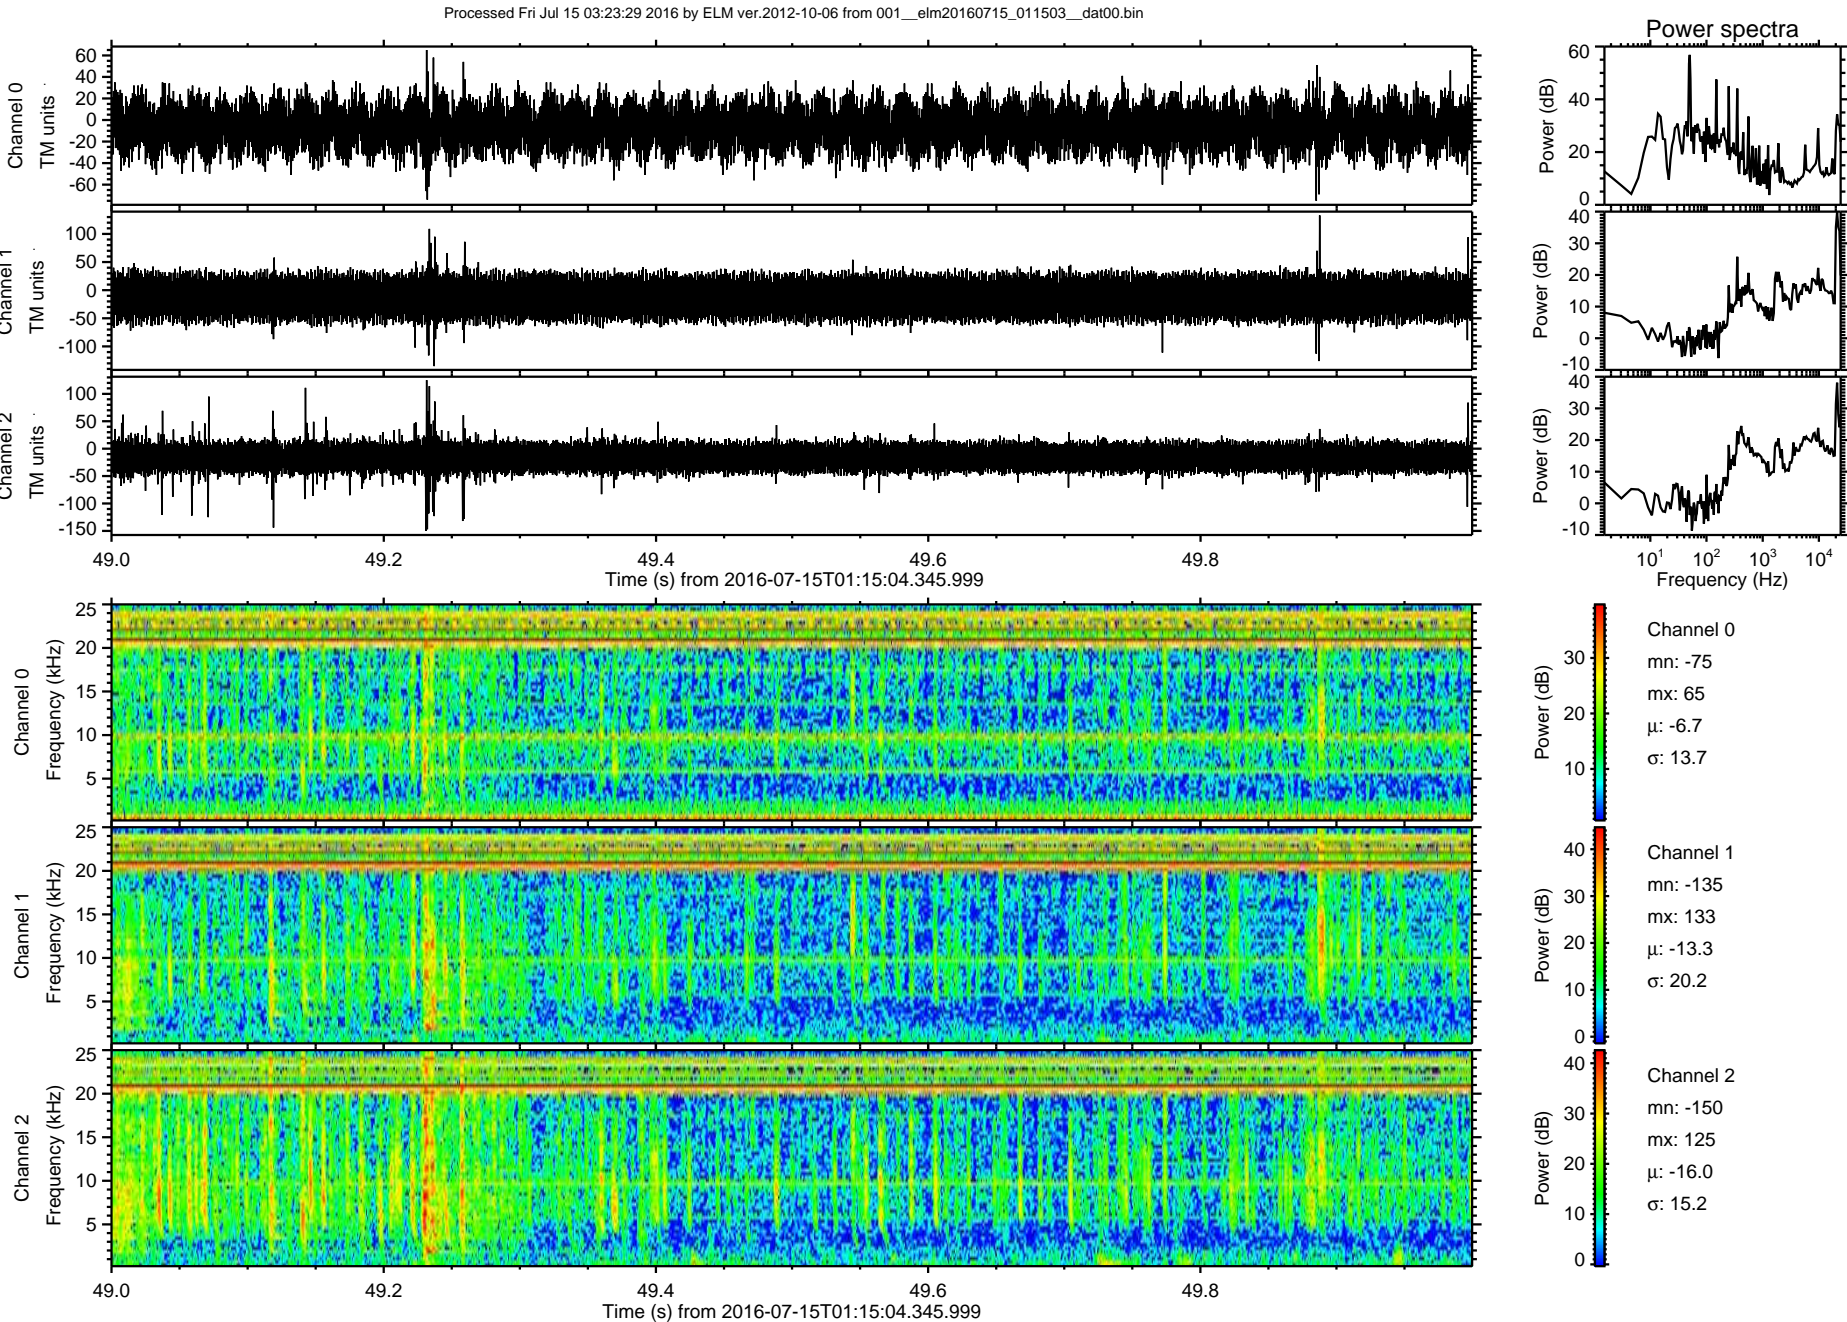 Processed Fri Jul 15 03:23:29 2016 by ELM ver.2012-10-06 from 001__elm20160715_011503__dat00.bin
Power spectra
Channel 0
TM units
60
40
20
0
-20
-40
-60
Power (dB)
60
40
20
0
Channel 1
TM units
100
50
0
-50
-100
Power (dB)
40
30
20
10
0
-10
Channel 2
TM units
100
50
0
-50
-100
-150
Power (dB)
40
30
20
10
0
-10
49.0 49.2 49.4 49.6 49.8
Time (s) from 2016-07-15T01:15:04.345.999
10^1 10^2 10^3 10^4
Frequency (Hz)
Channel 0
Frequency (kHz)
25
20
15
10
5
Power (dB)
30
20
10
Channel 0
mn: -75
mx: 65
μ: -6.7
σ: 13.7
Channel 1
Frequency (kHz)
25
20
15
10
5
Power (dB)
40
30
20
10
0
Channel 1
mn: -135
mx: 133
μ: -13.3
σ: 20.2
Channel 2
Frequency (kHz)
25
20
15
10
5
Power (dB)
40
30
20
10
0
Channel 2
mn: -150
mx: 125
μ: -16.0
σ: 15.2
49.0 49.2 49.4 49.6 49.8
Time (s) from 2016-07-15T01:15:04.345.999